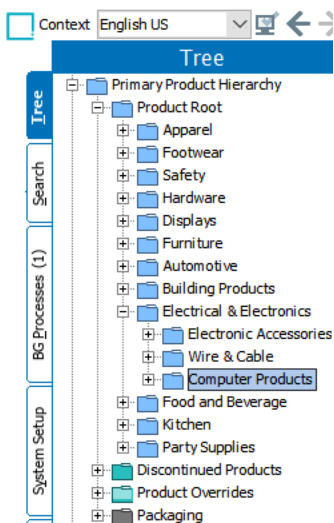 Context English US
Tree
Tree
Search
BG Processes (1)
System Setup
Primary Product Hierarchy
Product Root
Apparel
Footwear
Safety
Hardware
Displays
Furniture
Automotive
Building Products
Electrical & Electronics
Electronic Accessories
Wire & Cable
Computer Products
Food and Beverage
Kitchen
Party Supplies
Discontinued Products
Product Overrides
Packaging